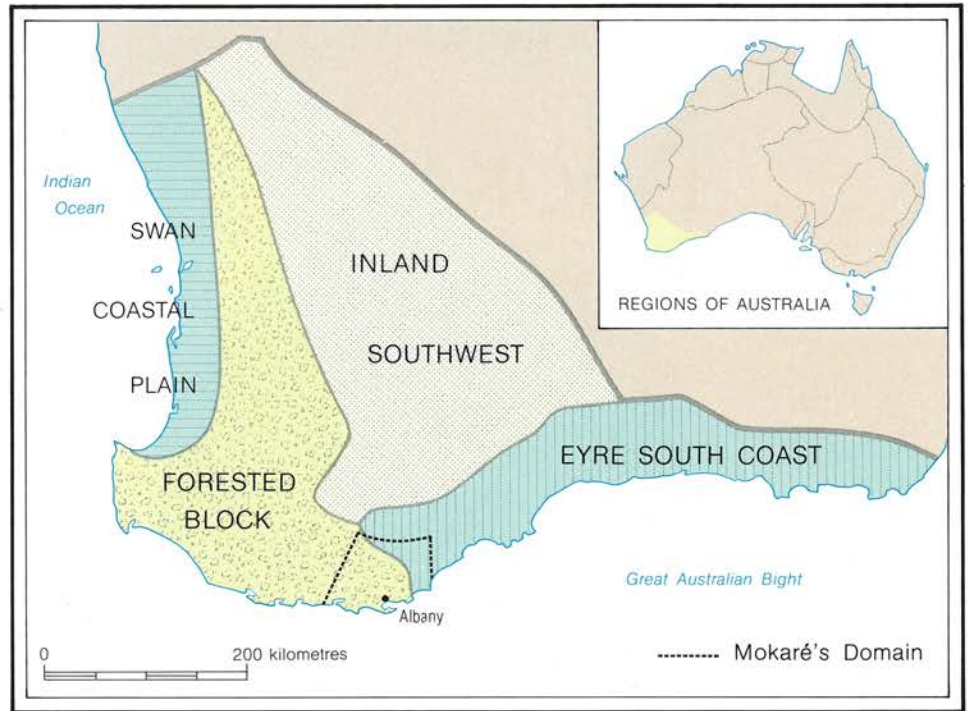 Indian
Ocean
SWAN
COASTAL
PLAIN
INLAND
SOUTHWEST
REGIONS OF AUSTRALIA
FORESTED
BLOCK
EYRE SOUTH COAST
Great Australian Bight
Albany
0 200 kilometres
Mokaré's Domain